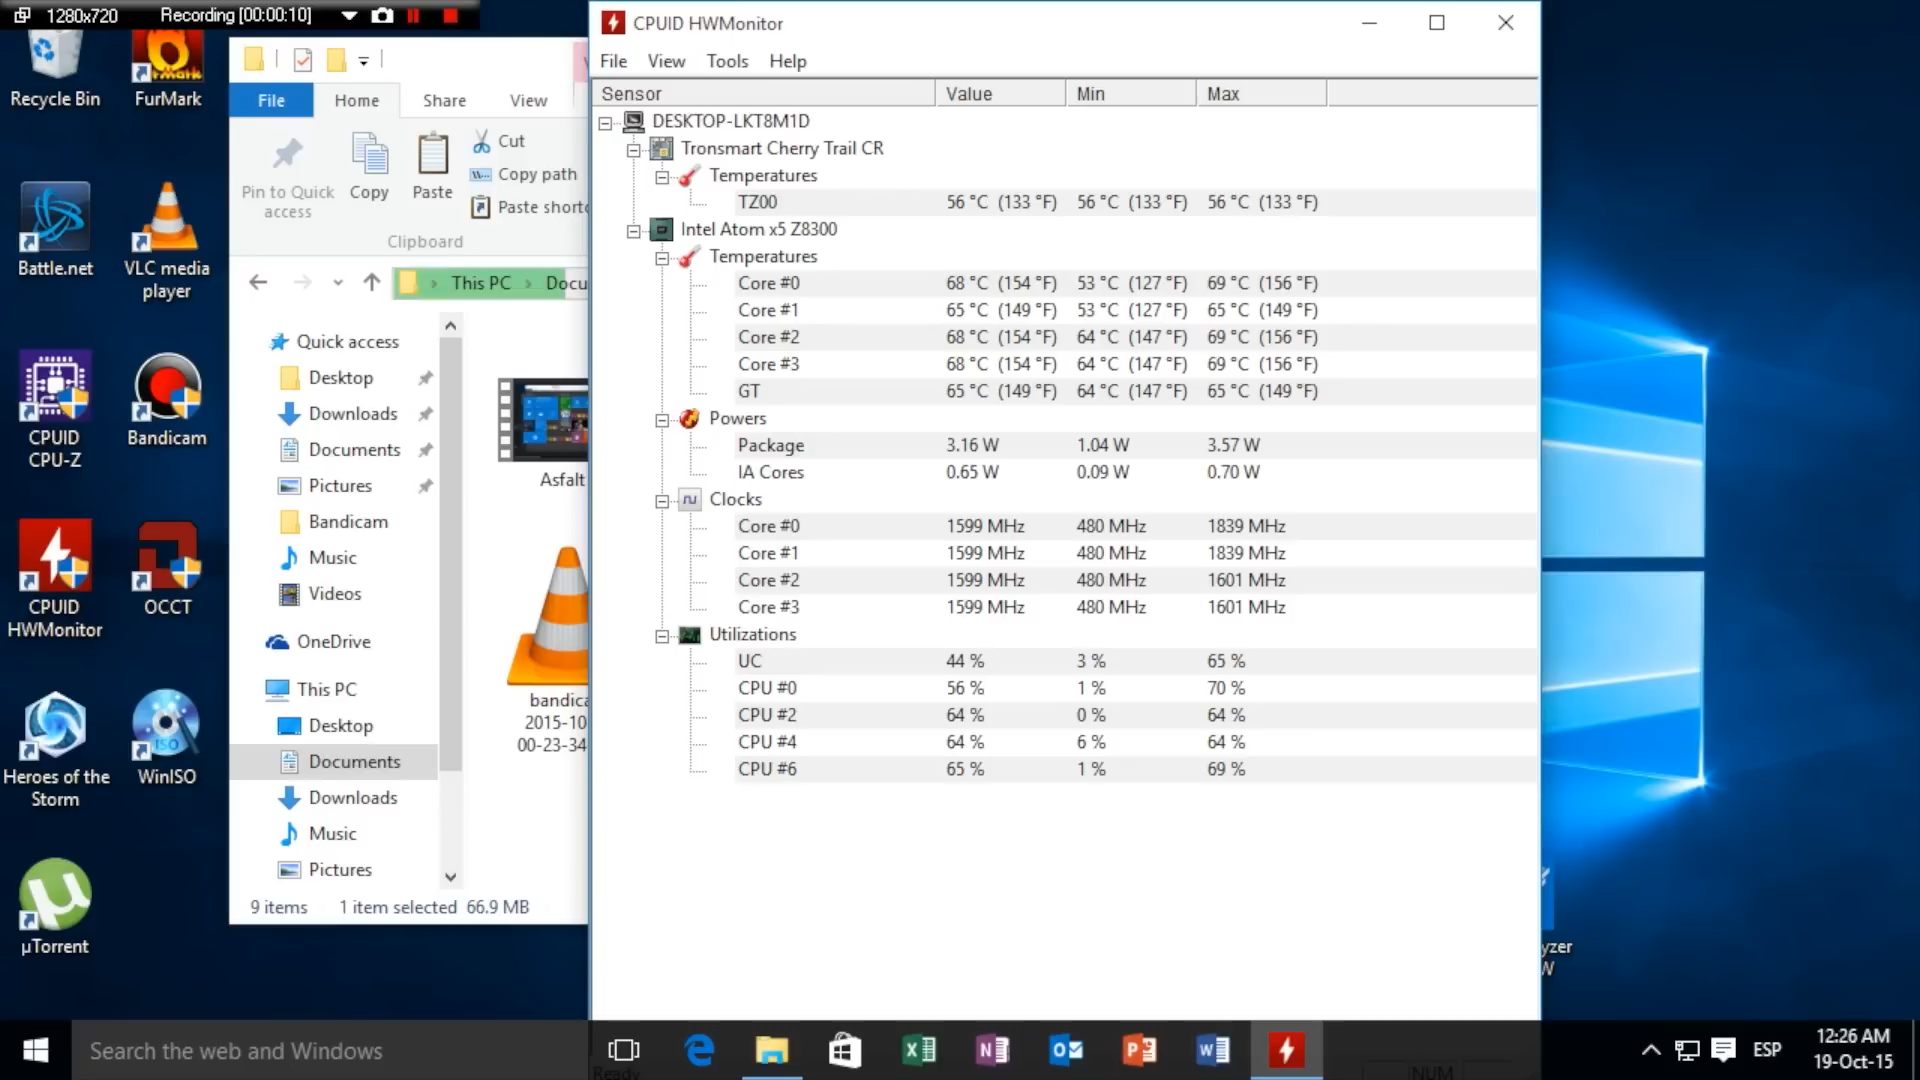 1280x720 Recording [00:00:10]
Recycle Bin
FurMark
Battle.net
VLC media
player
CPUID
CPU-Z
Bandicam
CPUID
HWMonitor
OCCT
Heroes of the
Storm
WinISO
µTorrent
File Home Share View
Pin to Quick
access
Copy
Paste
Cut
Copy path
Paste shortc
Clipboard
This PC › Docu
Quick access
Desktop
Downloads
Documents
Pictures
Bandicam
Music
Videos
OneDrive
This PC
Desktop
Documents
Downloads
Music
Pictures
Asfalt
bandica
2015-10
00-23-34
9 items 1 item selected 66.9 MB
CPUID HWMonitor
File View Tools Help
Sensor Value Min Max
DESKTOP-LKT8M1D
Tronsmart Cherry Trail CR
Temperatures
TZ00 56 °C (133 °F) 56 °C (133 °F) 56 °C (133 °F)
Intel Atom x5 Z8300
Temperatures
Core #0 68 °C (154 °F) 53 °C (127 °F) 69 °C (156 °F)
Core #1 65 °C (149 °F) 53 °C (127 °F) 65 °C (149 °F)
Core #2 68 °C (154 °F) 64 °C (147 °F) 69 °C (156 °F)
Core #3 68 °C (154 °F) 64 °C (147 °F) 69 °C (156 °F)
GT 65 °C (149 °F) 64 °C (147 °F) 65 °C (149 °F)
Powers
Package 3.16 W 1.04 W 3.57 W
IA Cores 0.65 W 0.09 W 0.70 W
Clocks
Core #0 1599 MHz 480 MHz 1839 MHz
Core #1 1599 MHz 480 MHz 1839 MHz
Core #2 1599 MHz 480 MHz 1601 MHz
Core #3 1599 MHz 480 MHz 1601 MHz
Utilizations
UC 44 % 3 % 65 %
CPU #0 56 % 1 % 70 %
CPU #2 64 % 0 % 64 %
CPU #4 64 % 6 % 64 %
CPU #6 65 % 1 % 69 %
yzer
W
Ready NUM
Search the web and Windows
ESP
12:26 AM
19-Oct-15